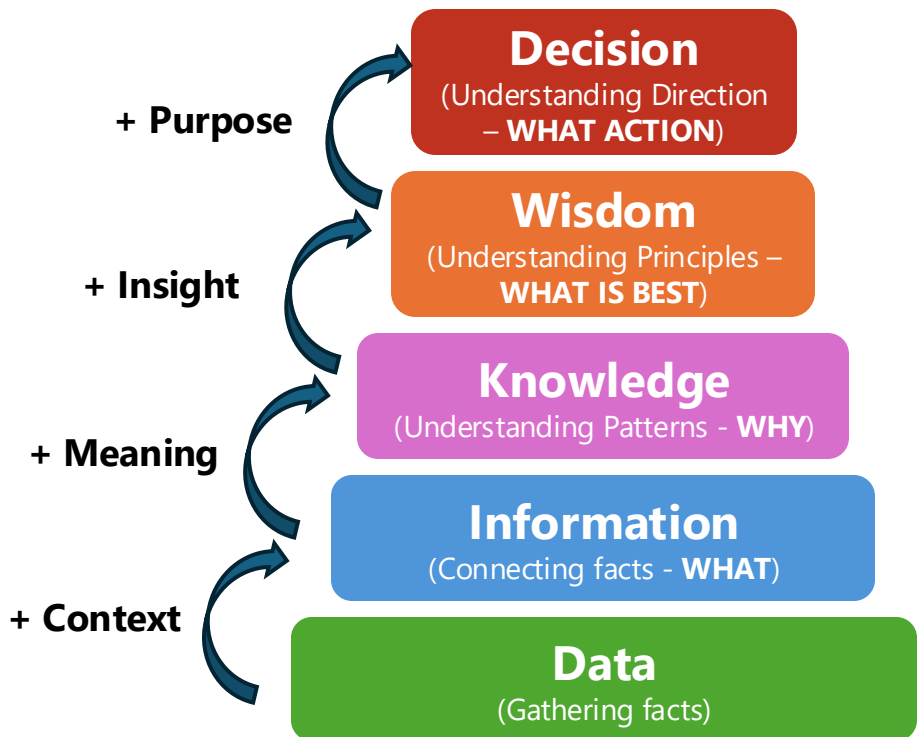 Decision
(Understanding Direction
– WHAT ACTION)
+ Purpose
Wisdom
(Understanding Principles –
WHAT IS BEST)
+ Insight
Knowledge
(Understanding Patterns - WHY)
+ Meaning
Information
(Connecting facts - WHAT)
+ Context
Data
(Gathering facts)